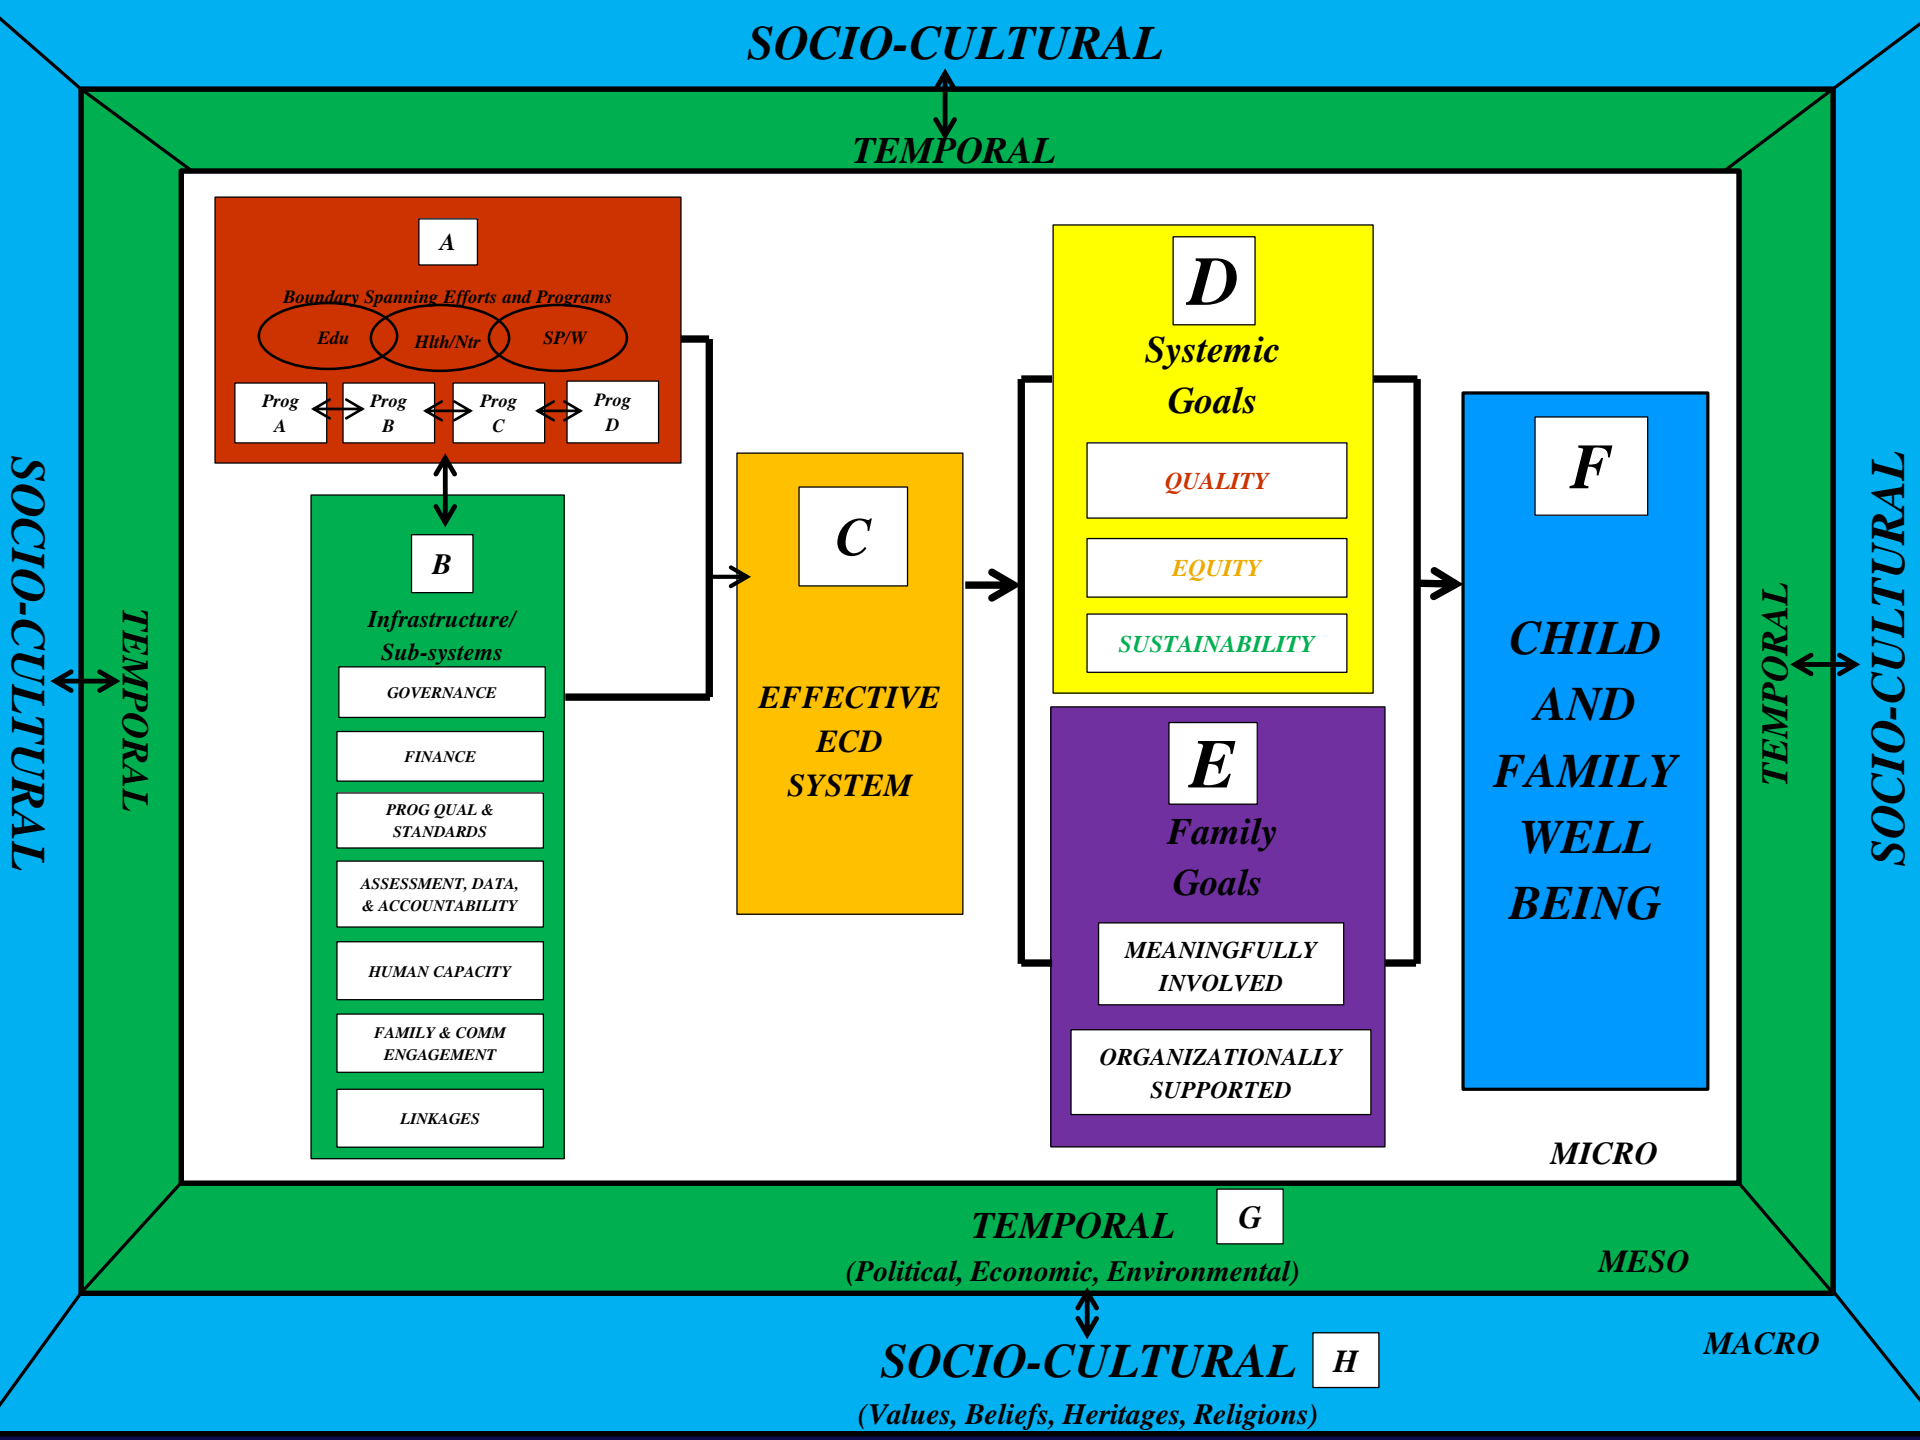 SOCIO-CULTURAL
TEMPORAL
SOCIO-CULTURAL
TEMPORAL
A
Boundary Spanning Efforts and Programs
Edu
Hlth/Ntr
SP/W
Prog
A
Prog
B
Prog
C
Prog
D
B
Infrastructure/
Sub-systems
GOVERNANCE
FINANCE
PROG QUAL &
STANDARDS
ASSESSMENT, DATA,
& ACCOUNTABILITY
HUMAN CAPACITY
FAMILY & COMM
ENGAGEMENT
LINKAGES
C
EFFECTIVE
ECD
SYSTEM
D
Systemic
Goals
QUALITY
EQUITY
SUSTAINABILITY
E
Family
Goals
MEANINGFULLY
INVOLVED
ORGANIZATIONALLY
SUPPORTED
F
CHILD
AND
FAMILY
WELL
BEING
MICRO
TEMPORAL
SOCIO-CULTURAL
TEMPORAL
G
(Political, Economic, Environmental)
MESO
SOCIO-CULTURAL
H
(Values, Beliefs, Heritages, Religions)
MACRO